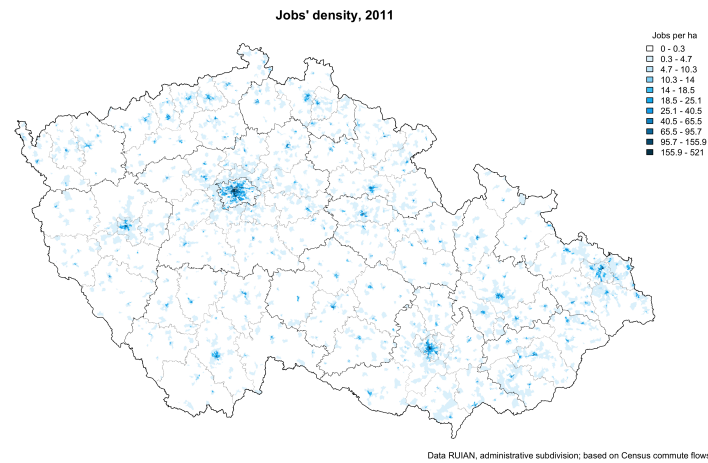 Jobs' density, 2011
Jobs per ha
0 - 0.3
0.3 - 4.7
4.7 - 10.3
10.3 - 14
14 - 18.5
18.5 - 25.1
25.1 - 40.5
40.5 - 65.5
65.5 - 95.7
95.7 - 155.9
155.9 - 521
Data RUIAN, administrative subdivision; based on Census commute flows